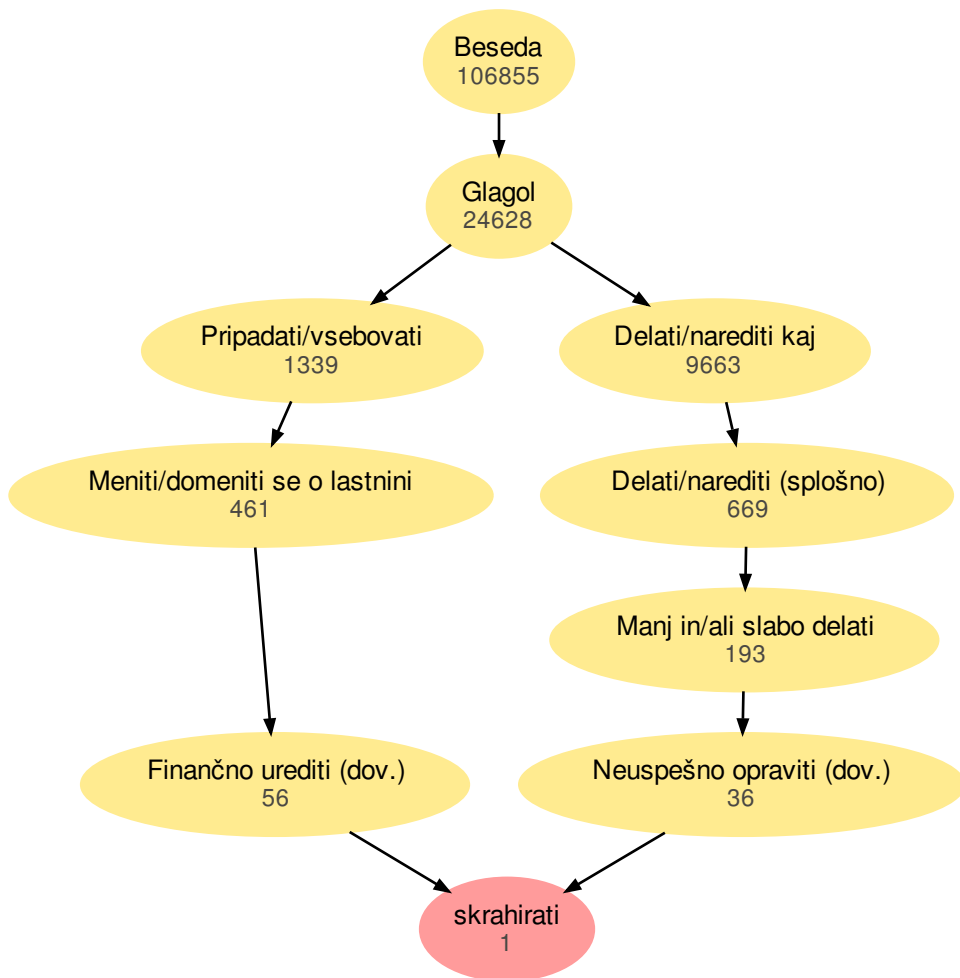 Beseda
106855
Glagol
24628
Pripadati/vsebovati
1339
Delati/narediti kaj
9663
Meniti/domeniti se o lastnini
461
Delati/narediti (splošno)
669
Manj in/ali slabo delati
193
Finančno urediti (dov.)
56
Neuspešno opraviti (dov.)
36
skrahirati
1